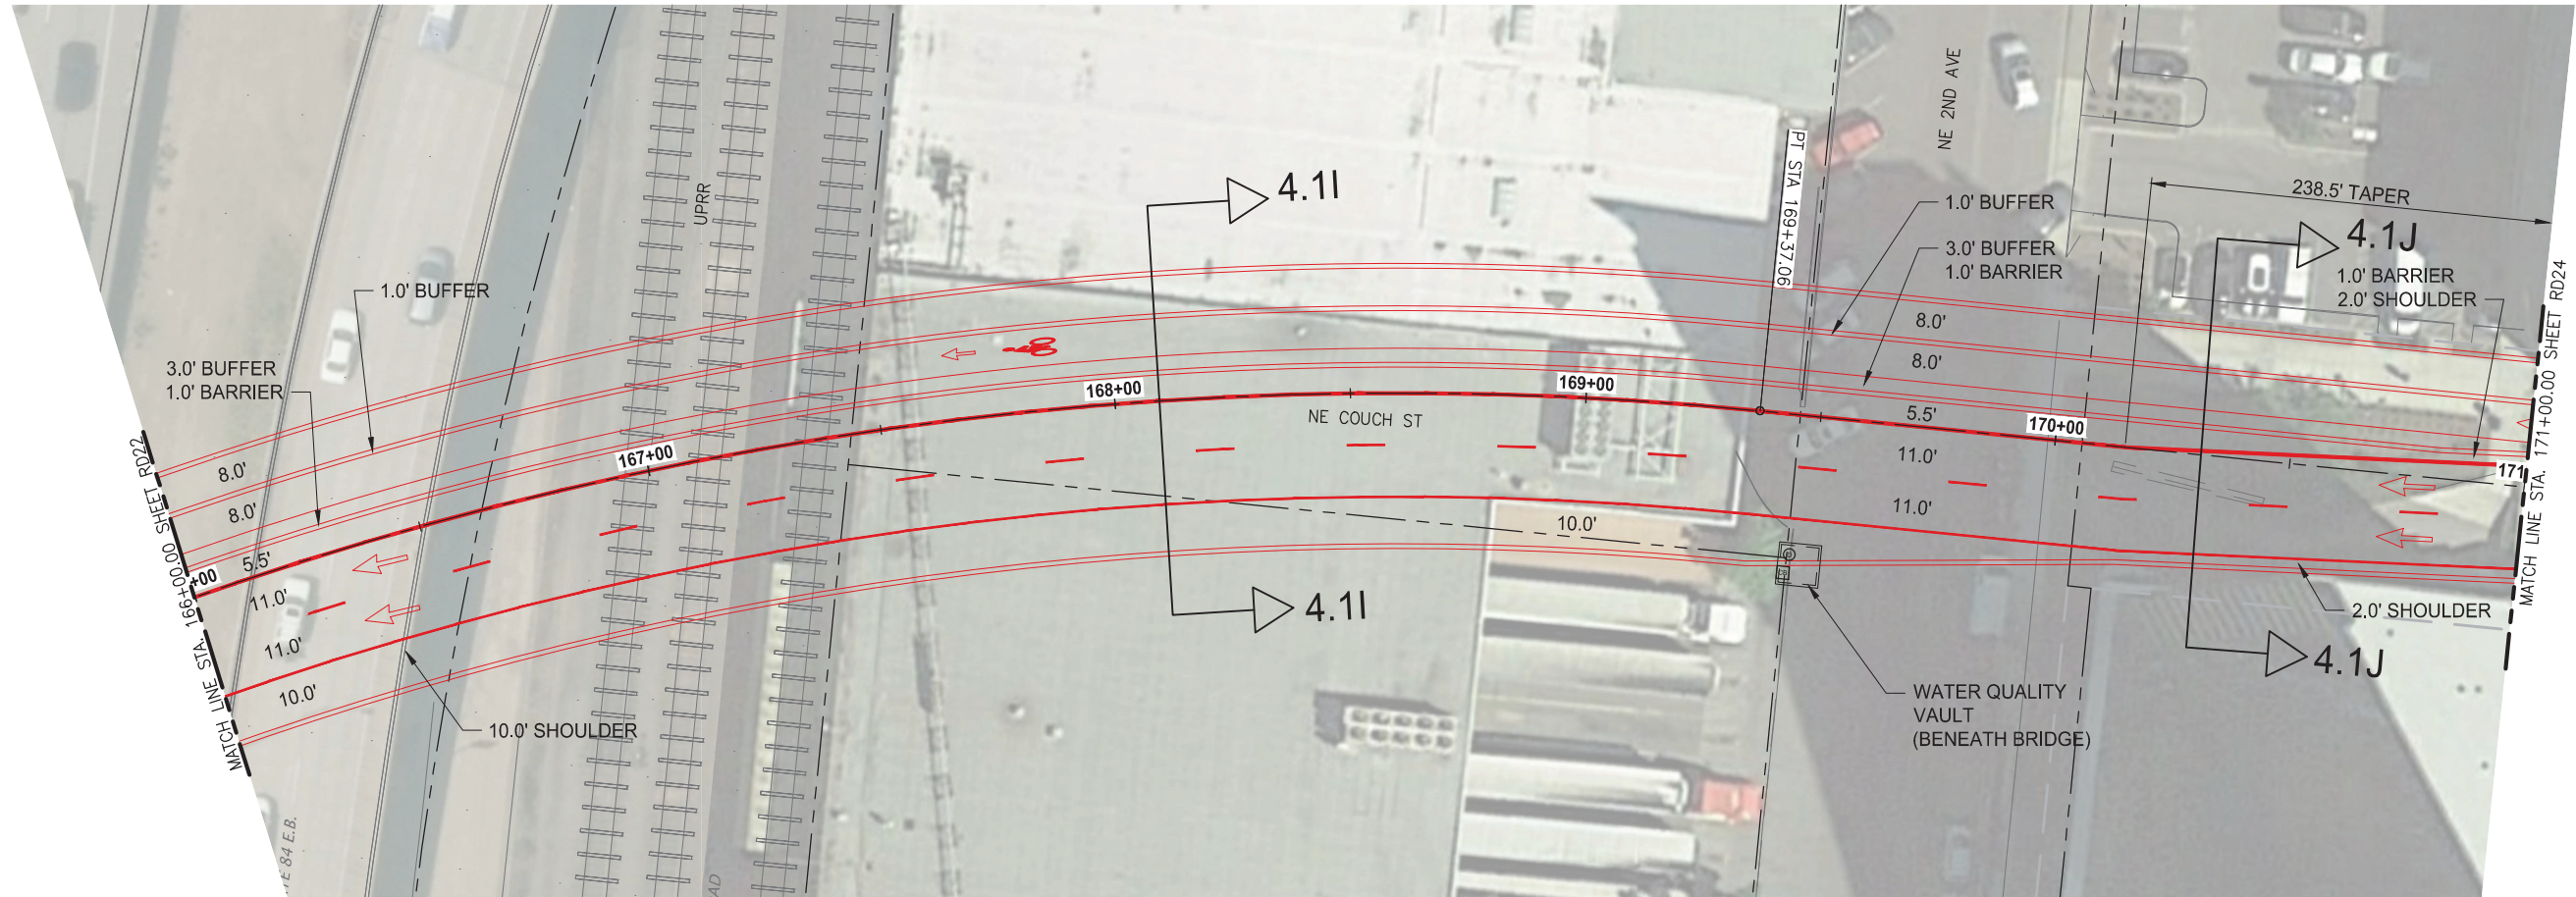 MATCH LINE STA. 166+00.00 SHEET RD22
3.0' BUFFER
1.0' BARRIER
1.0' BUFFER
8.0'
8.0'
5.5'
+00
11.0'
11.0'
10.0'
10.0' SHOULDER
84 E.B.
UPRR
AD
167+00
168+00
169+00
170+00
171
4.1I
4.1I
NE COUCH ST
10.0'
PT STA 169+37.06
NE 2ND AVE
1.0' BUFFER
3.0' BUFFER
1.0' BARRIER
8.0'
8.0'
5.5'
11.0'
11.0'
238.5' TAPER
4.1J
1.0' BARRIER
2.0' SHOULDER
2.0' SHOULDER
4.1J
WATER QUALITY
VAULT
(BENEATH BRIDGE)
MATCH LINE STA. 171+00.00 SHEET RD24